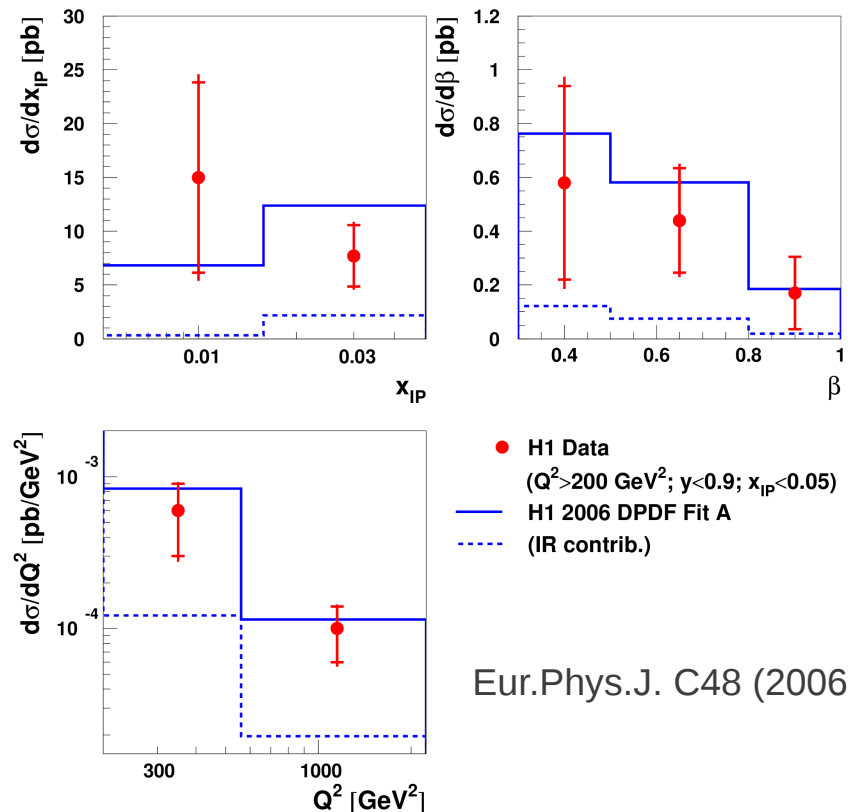 dσ/dx_IP [pb]
30
25
20
15
10
5
0
0.01 0.03
x_IP
dσ/dβ [pb]
1.2
1
0.8
0.6
0.4
0.2
0
0.4 0.6 0.8 1
β
dσ/dQ² [pb/GeV²]
10⁻³
10⁻⁴
300 1000
Q² [GeV²]
H1 Data
(Q²>200 GeV²; y<0.9; x_IP<0.05)
H1 2006 DPDF Fit A
(IR contrib.)
Eur.Phys.J. C48 (2006